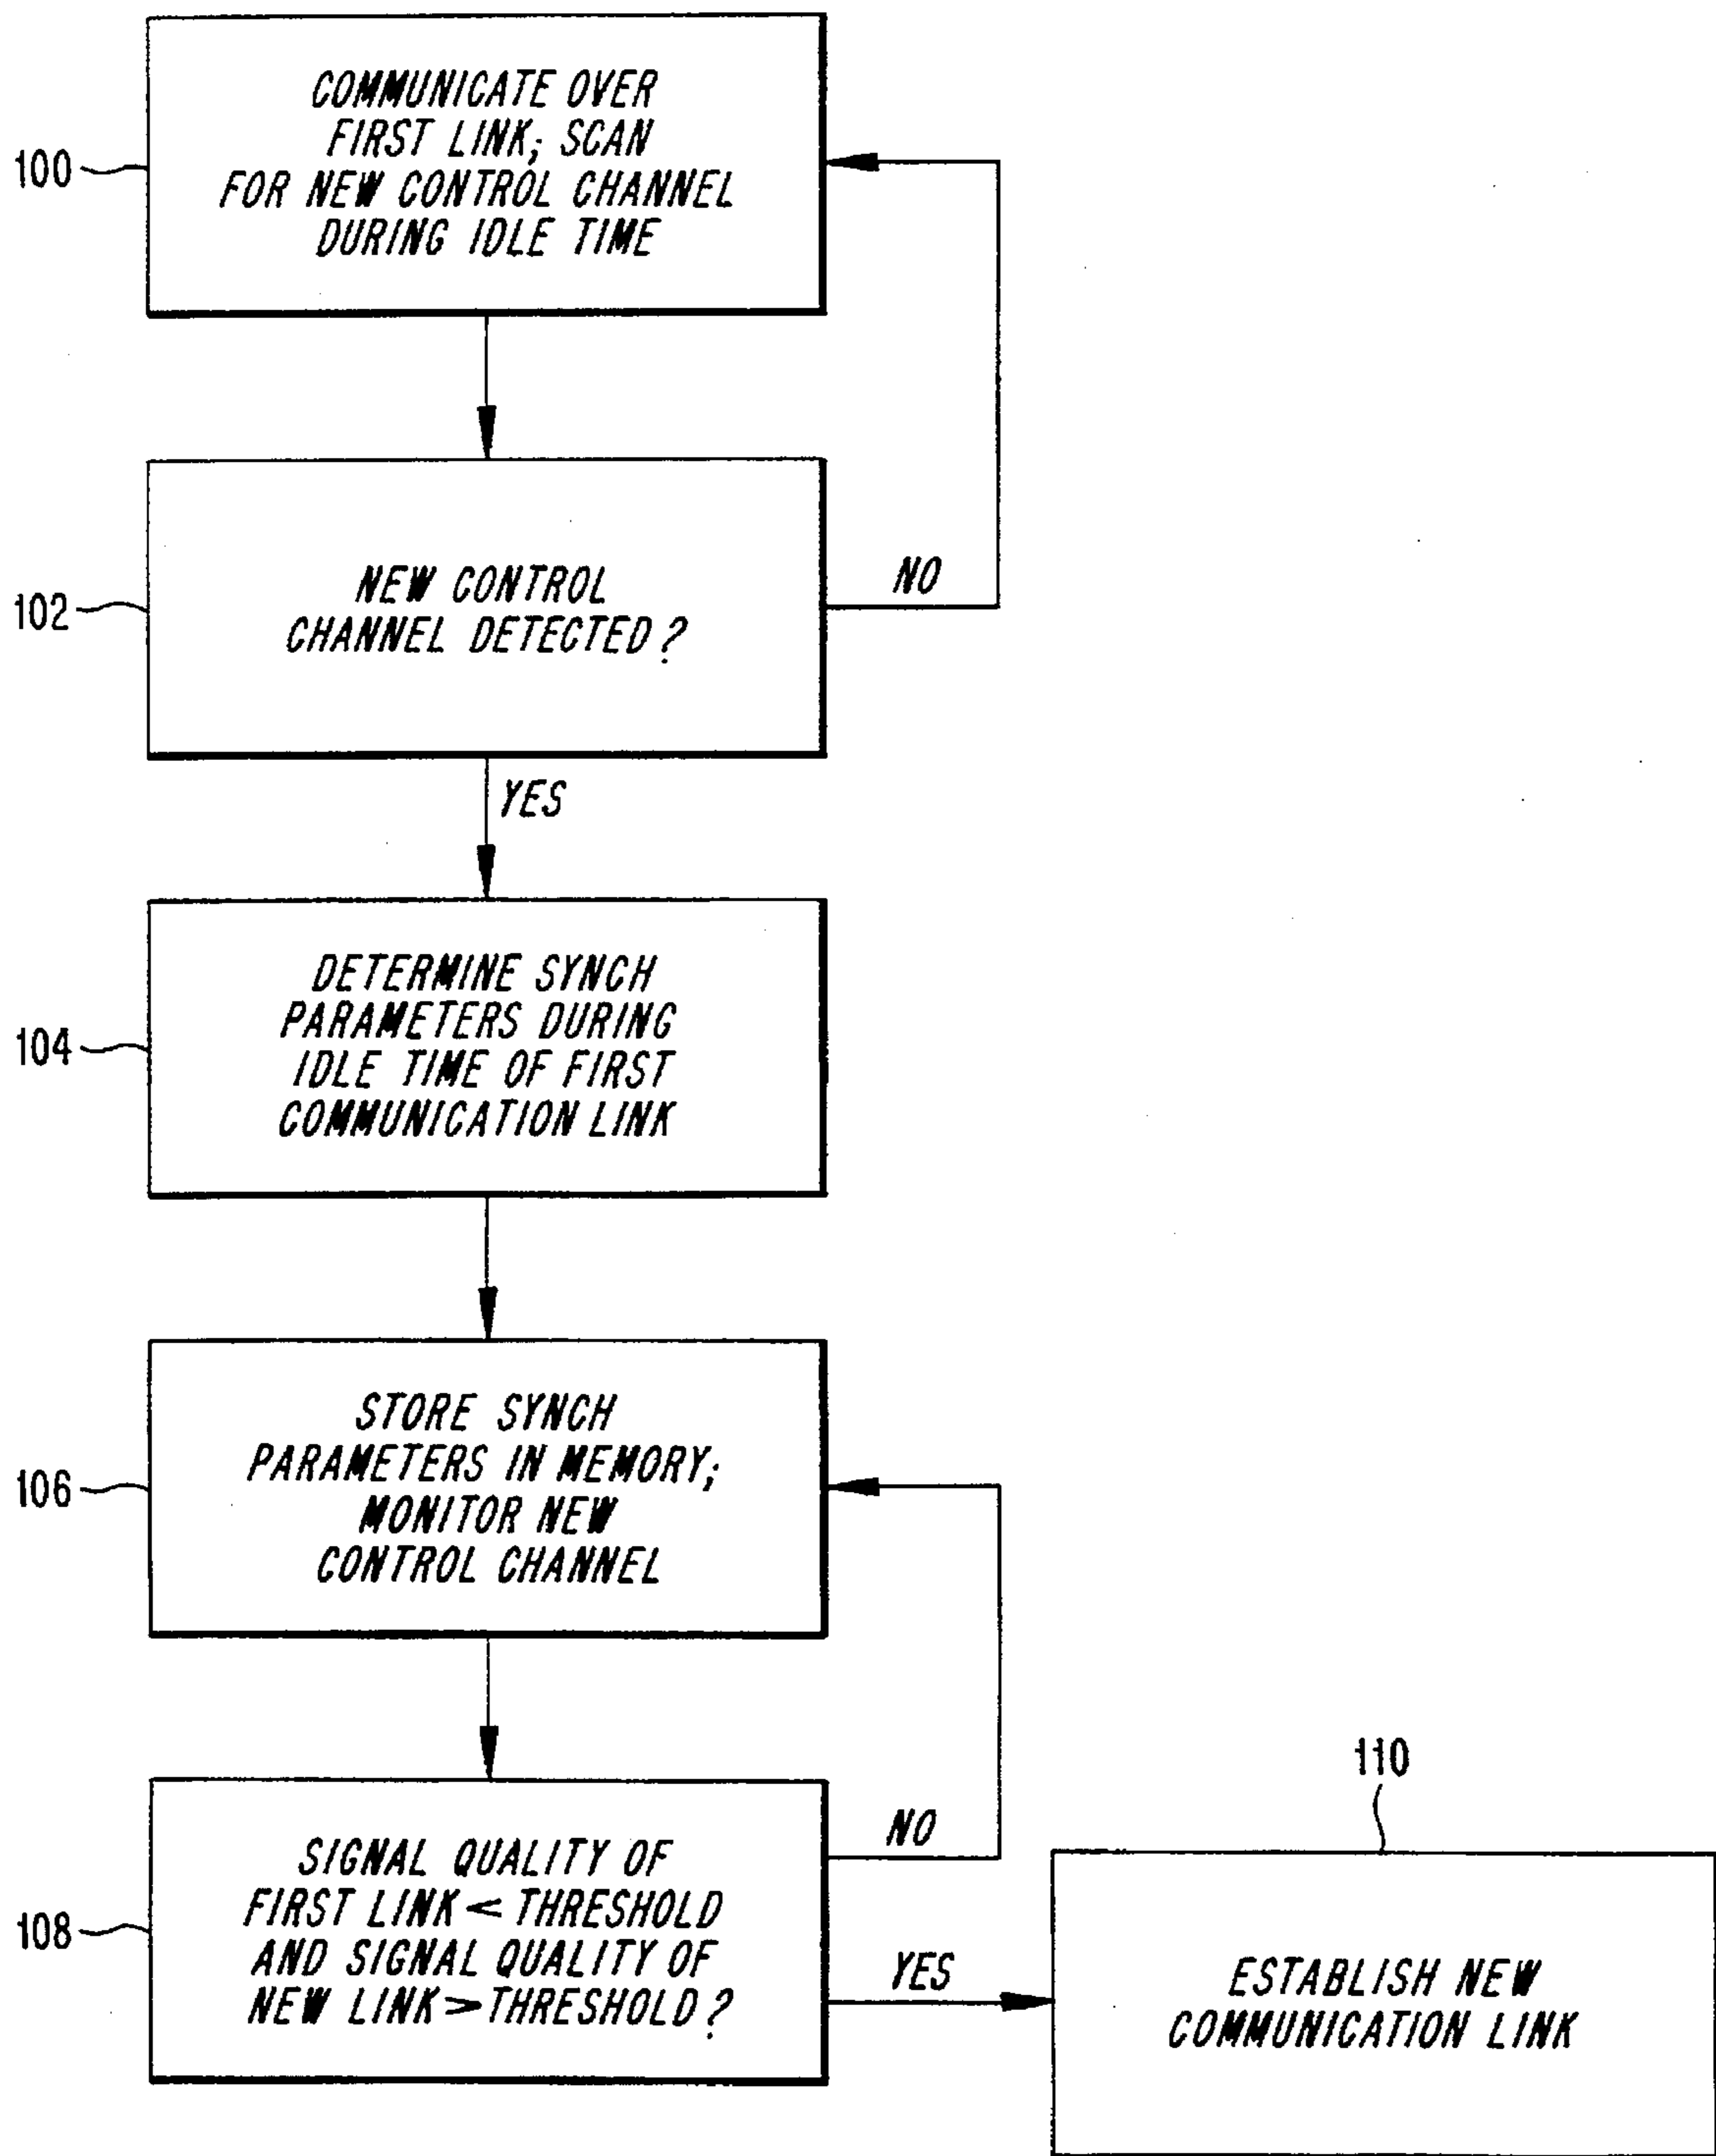 COMMUNICATE OVER
FIRST LINK; SCAN
FOR NEW CONTROL CHANNEL
DURING IDLE TIME
100
NEW CONTROL
CHANNEL DETECTED?
NO
102
YES
DETERMINE SYNCH
PARAMETERS DURING
IDLE TIME OF FIRST
COMMUNICATION LINK
104
STORE SYNCH
PARAMETERS IN MEMORY;
MONITOR NEW
CONTROL CHANNEL
106
SIGNAL QUALITY OF
FIRST LINK < THRESHOLD
AND SIGNAL QUALITY OF
NEW LINK > THRESHOLD?
108
NO
YES
110
ESTABLISH NEW
COMMUNICATION LINK